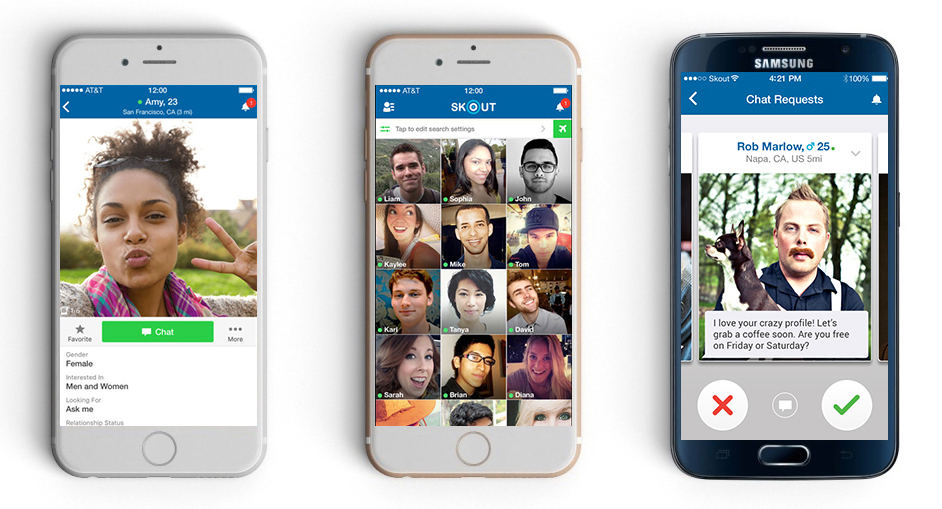 AT&T 12:00
Amy, 23
San Francisco, CA (3 mi)
1
1/5
Favorite
Chat
More
Gender
Female
Interested In
Men and Women
Looking For
Ask me
Relationship Status
AT&T 12:00
SKOUT
1
Tap to edit search settings
Liam Sophia John
Kaylee Mike Tom
Karl Tanya David
Sarah Brian Diana
SAMSUNG
Skout 4:21 PM 100%
Chat Requests
Rob Marlow, ♂ 25
Napa, CA, US 5mi
I love your crazy profile! Let's
grab a coffee soon. Are you free
on Friday or Saturday?